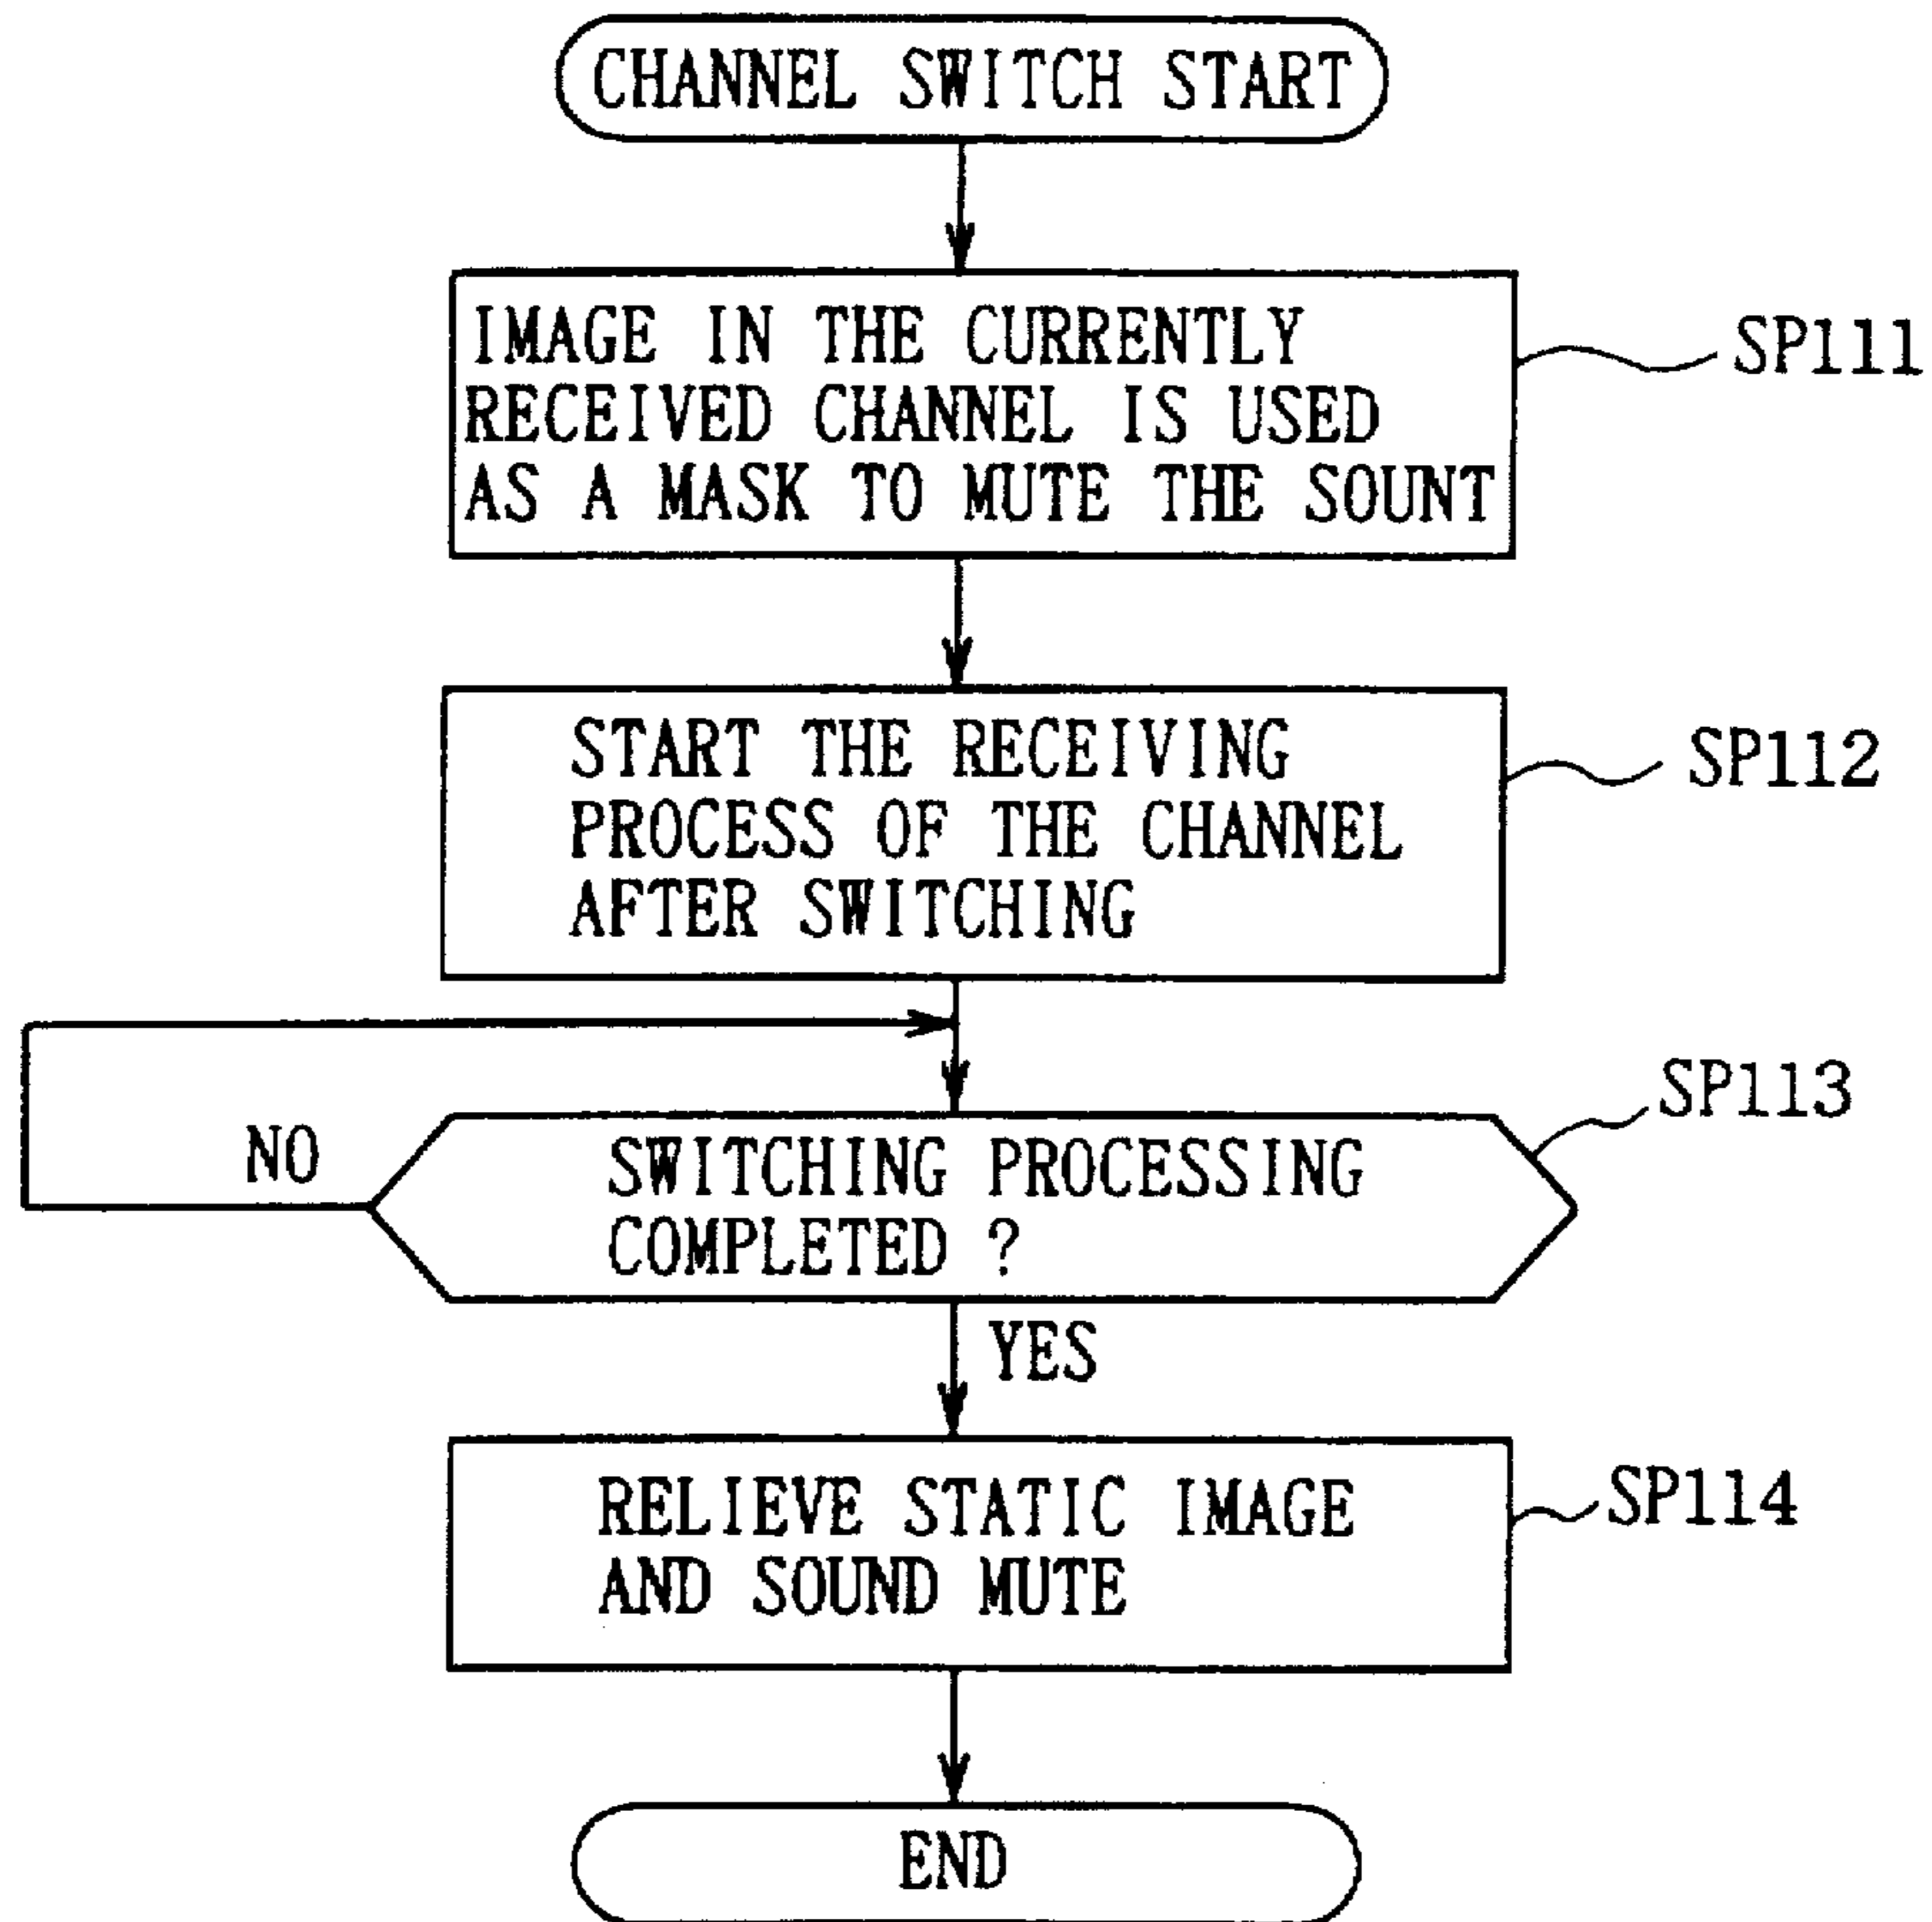 CHANNEL SWITCH START
IMAGE IN THE CURRENTLY
RECEIVED CHANNEL IS USED
AS A MASK TO MUTE THE SOUNT
SP111
START THE RECEIVING
PROCESS OF THE CHANNEL
AFTER SWITCHING
SP112
SP113
NO
SWITCHING PROCESSING
COMPLETED ?
YES
RELIEVE STATIC IMAGE
AND SOUND MUTE
SP114
END